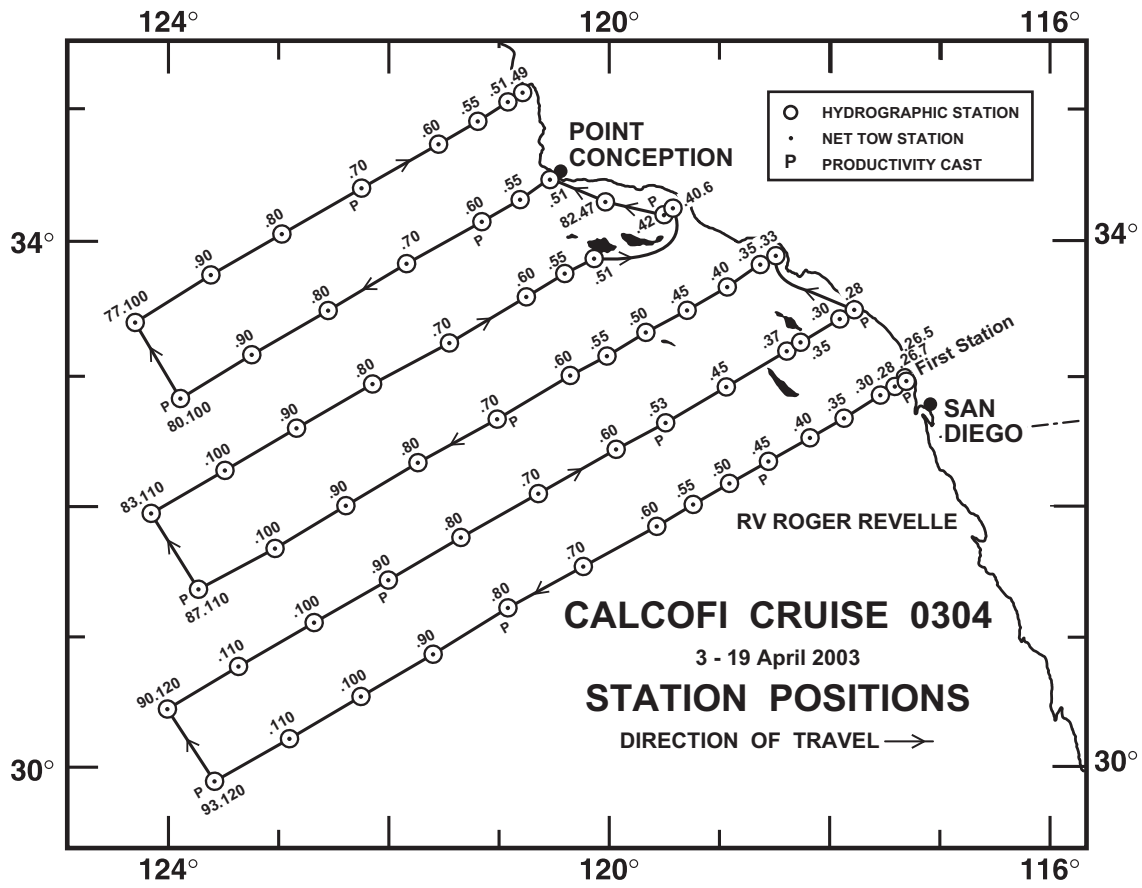 124° 120° 116°
.51 .49
.55
.60
.70
P
.80
.90
77.100
POINT
CONCEPTION
HYDROGRAPHIC STATION
NET TOW STATION
P PRODUCTIVITY CAST
34° 34°
.51
.55
.60
P
.70
.80
.90
P
80.100
82.47
P
.42
.40.6
.51
.55
.60
.70
.80
.90
.100
83.110
.33
.35
.40
.45
.50
.55
.60
.70
P
.80
.90
.100
P
87.110
.28
P
.30
.35
.37
.45
.53
P
.60
.70
.80
.90
P
.100
.110
90.120
.26.5
.26.7
First Station
P
.28
.30
.35
.40
.45
P
.50
.55
.60
.70
.80
P
.90
.100
.110
P
93.120
SAN
DIEGO
RV ROGER REVELLE
CALCOFI CRUISE 0304
3 - 19 April 2003
STATION POSITIONS
DIRECTION OF TRAVEL
30° 30°
124° 120° 116°